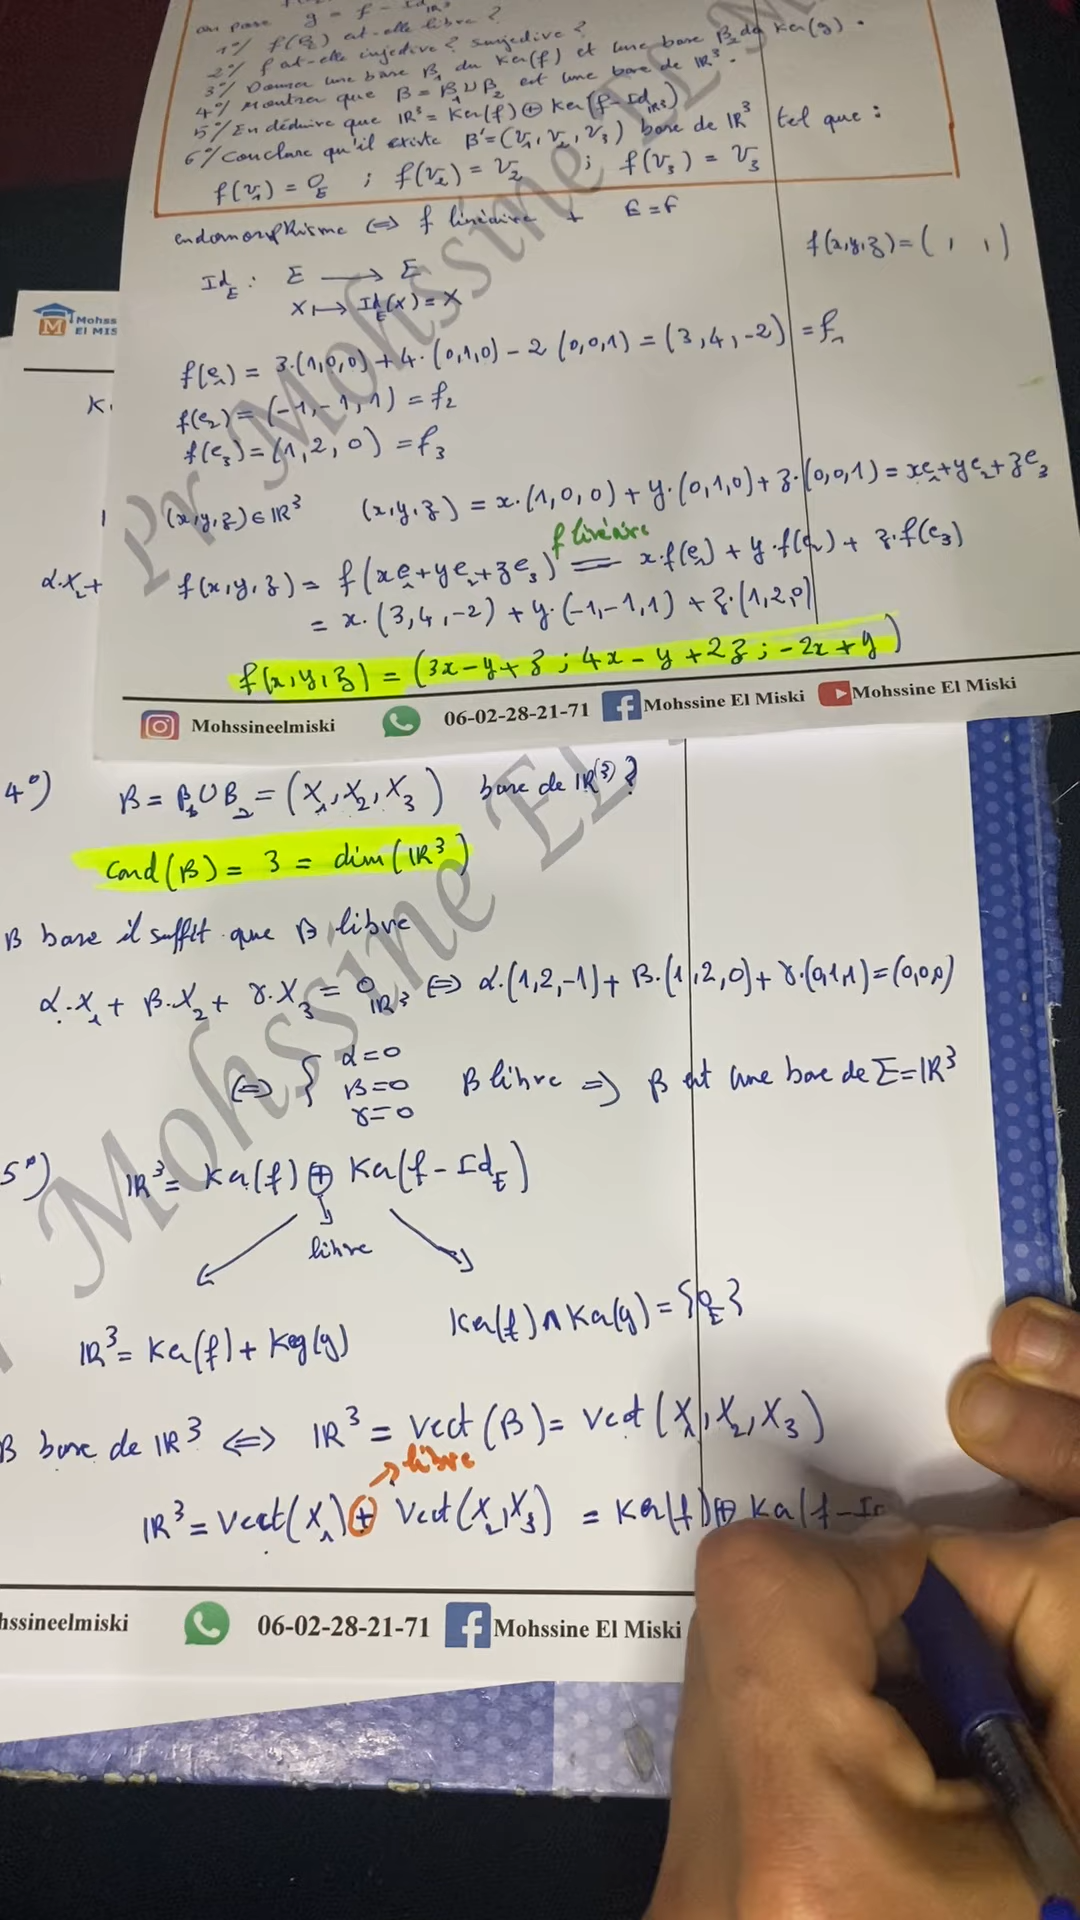 on pose g = f - Id
1°/ f(B) est-elle libre ?
2°/ f est-elle injective ? surjective ?
3°/ Donner une base B1 du Ker(f) et une base B2 de Ker(g).
4°/ Montrer que B = B1 ∪ B2 est une base de IR³.
5°/ En déduire que IR³ = Ker(f) ⊕ Ker(f - Id_IR³)
6°/ Conclure qu'il existe B' = (V1, V2, V3) base de IR³ tel que :
f(V1) = 0_E ; f(V2) = V2 ; f(V3) = V3
endomorphisme ⟺ f linéaire + E = F
f(x,y,z) = ( , , )
Id_E : E → E
X ↦ Id_E(X) = X
Mohss
El MIS
f(e1) = 3·(1,0,0) + 4·(0,1,0) - 2(0,0,1) = (3,4,-2) = f1
K
f(e2) = (-1,-1,1) = f2
f(e3) = (1,2,0) = f3
(x,y,z) ∈ IR³ (x,y,z) = x·(1,0,0) + y·(0,1,0) + z·(0,0,1) = xe1 + ye2 + ze3
f linéaire
α·X2 +
f(x,y,z) = f(xe1 + ye2 + ze3) = x·f(e1) + y·f(e2) + z·f(e3)
= x·(3,4,-2) + y·(-1,-1,1) + z·(1,2,0)
f(x,y,z) = (3x - y + z ; 4x - y + 2z ; -2x + y)
Mohssineelmiski 06-02-28-21-71 Mohssine El Miski Mohssine El Miski
Pr Mohssine El M
4°) B = B1 ∪ B2 = (X1, X2, X3) base de IR³ ?
Card(B) = 3 = dim(IR³)
B base il suffit que B libre
α·X1 + β·X2 + γ·X3 = 0_IR³ ⟺ α·(1,2,-1) + β·(1,2,0) + γ·(0,1,1) = (0,0,0)
⟺ { α = 0
β = 0 B libre ⟹ B est une base de E = IR³
γ = 0
5°) IR³ = Ker(f) ⊕ Ker(f - Id_E)
libre
Ker(f) ∩ Ker(g) = {0_E}
IR³ = Ker(f) + Ker(g)
B base de IR³ ⟺ IR³ = Vect(B) = Vect(X1, X2, X3)
libre
IR³ = Vect(X1) + Vect(X2, X3) = Ker(f) ⊕ Ker(f - I
Mohssine El
hssineelmiski 06-02-28-21-71 Mohssine El Miski